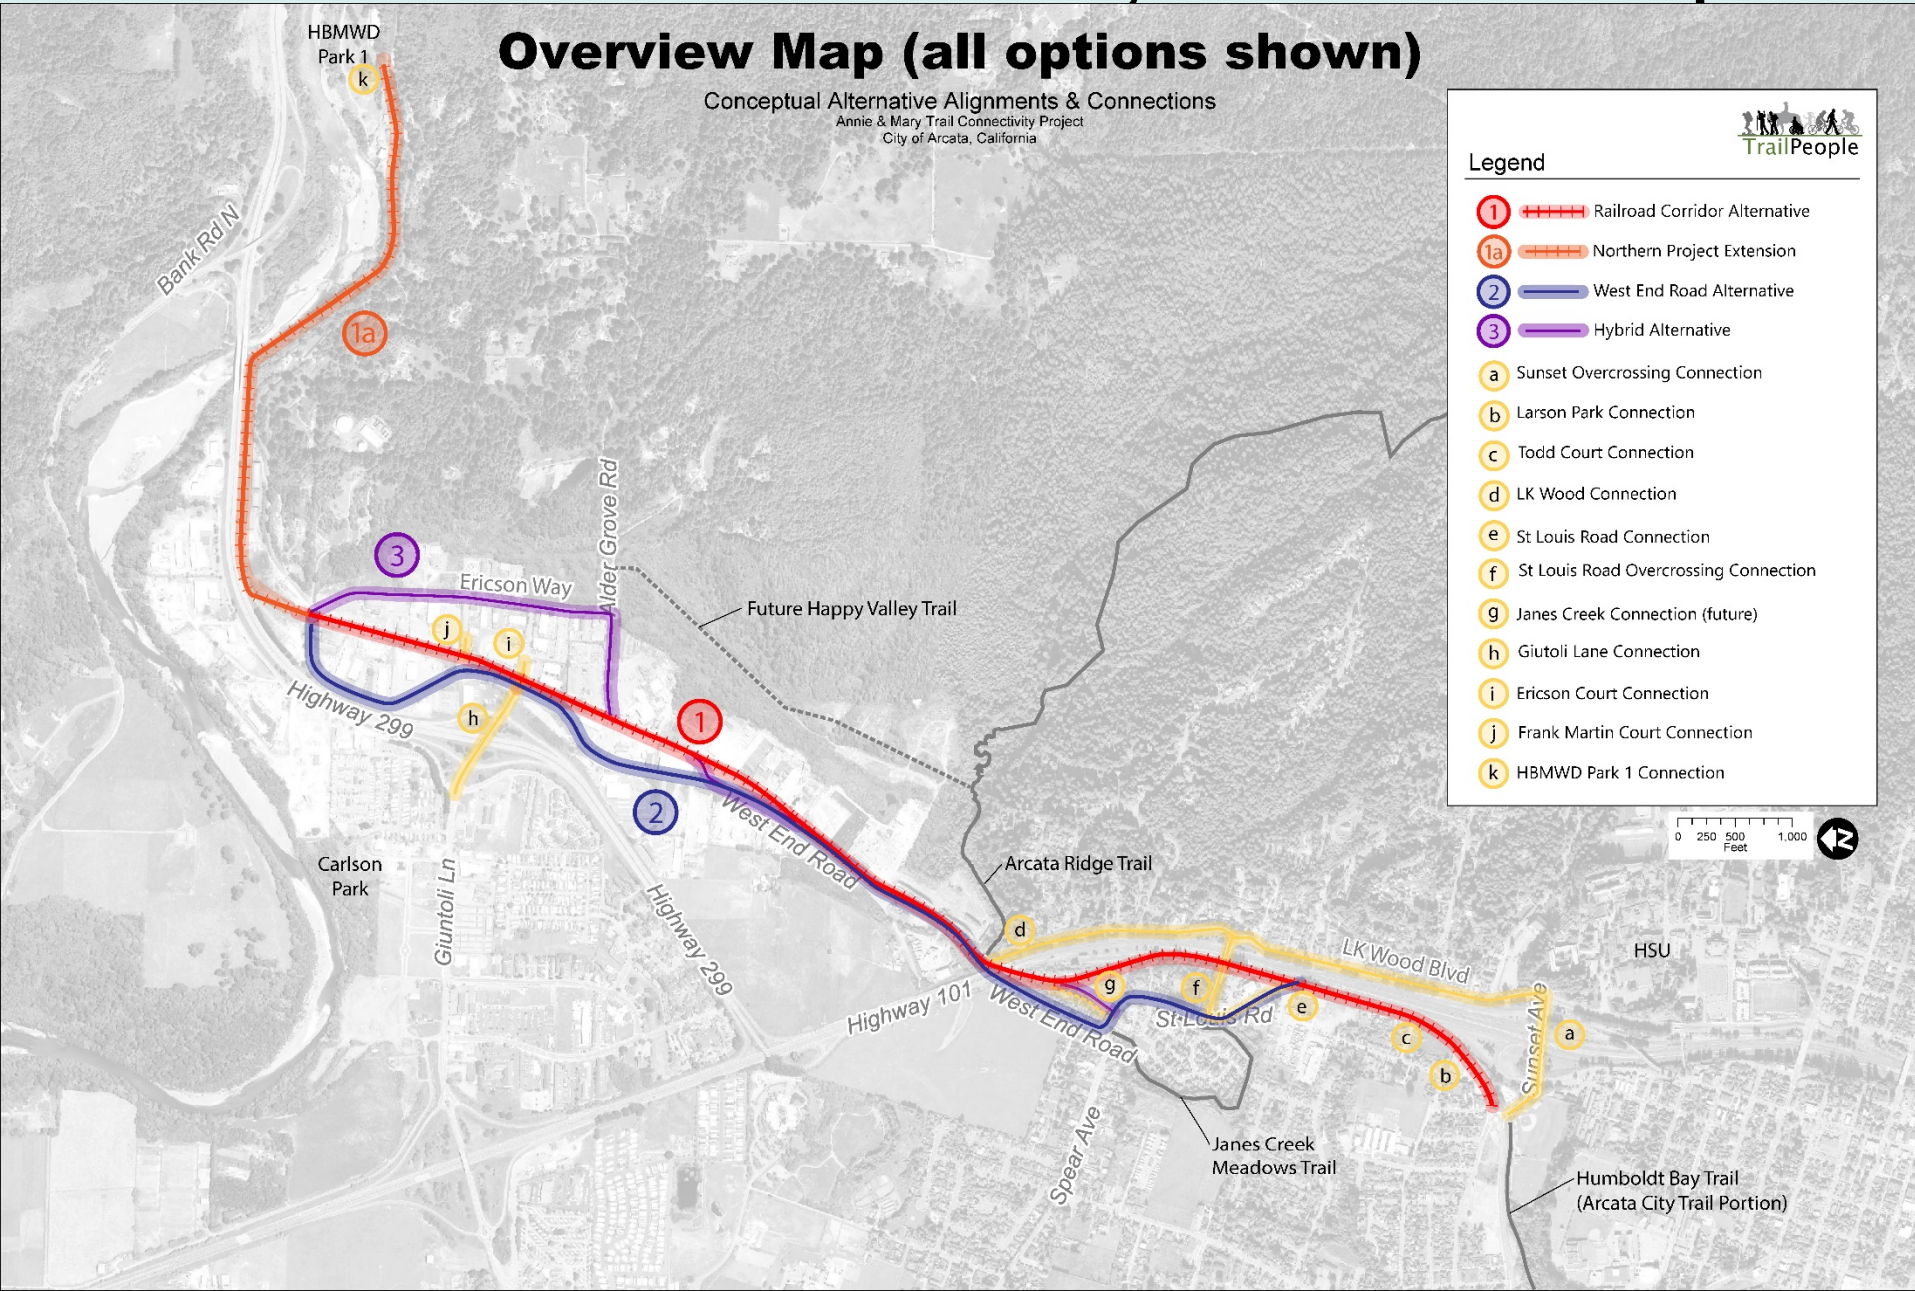 Overview Map (all options shown)
Conceptual Alternative Alignments & Connections
Annie & Mary Trail Connectivity Project
City of Arcata, California
HBMWD
Park 1
k
Bank Rd N
1a
3
Ericson Way
Alder Grove Rd
Future Happy Valley Trail
j
i
h
Highway 299
1
2
West End Road
Carlson
Park
Giuntoli Ln
Highway 299
Arcata Ridge Trail
d
Highway 101
West End Road
g
f
St Louis Rd
e
LK Wood Blvd
HSU
Sunset Ave
a
c
b
Spear Ave
Janes Creek
Meadows Trail
Humboldt Bay Trail
(Arcata City Trail Portion)
TrailPeople
Legend
1 Railroad Corridor Alternative
1a Northern Project Extension
2 West End Road Alternative
3 Hybrid Alternative
a Sunset Overcrossing Connection
b Larson Park Connection
c Todd Court Connection
d LK Wood Connection
e St Louis Road Connection
f St Louis Road Overcrossing Connection
g Janes Creek Connection (future)
h Giutoli Lane Connection
i Ericson Court Connection
j Frank Martin Court Connection
k HBMWD Park 1 Connection
0 250 500 1,000
Feet
N